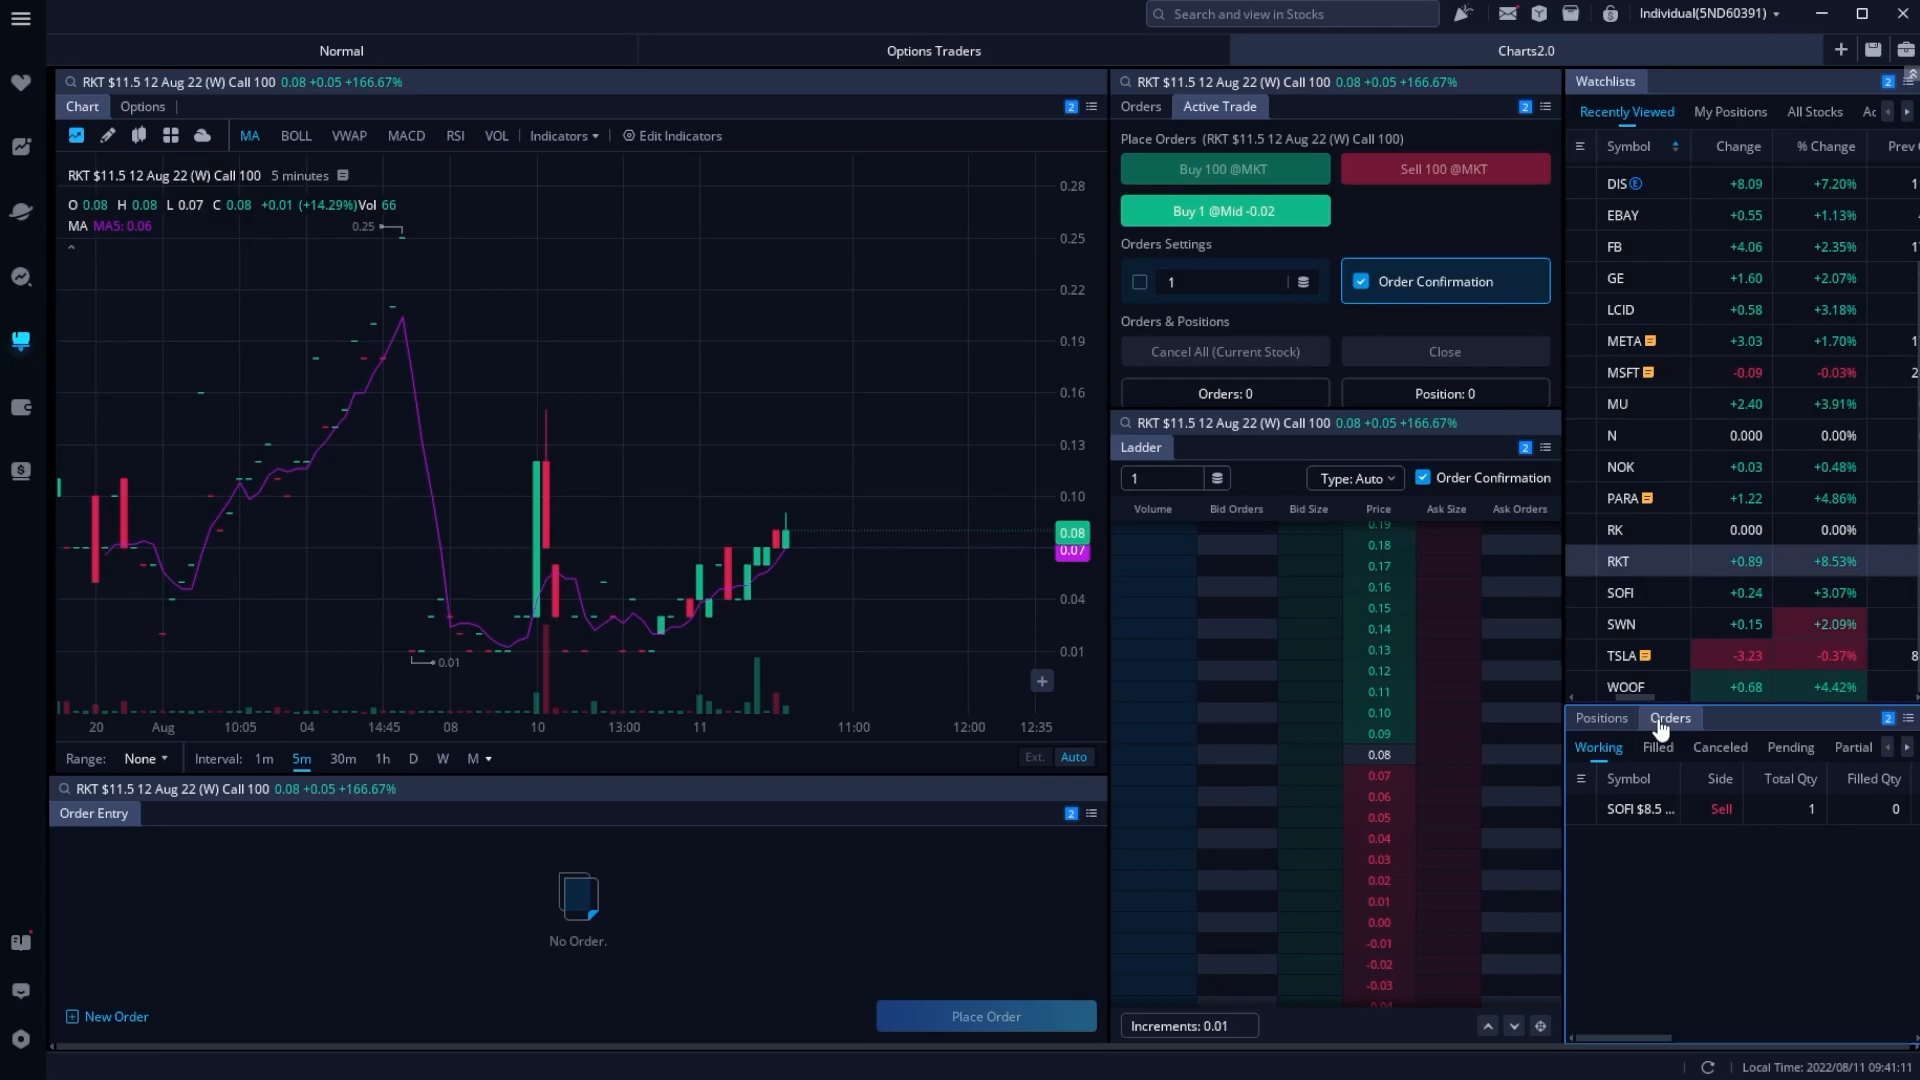 Search and view in Stocks
Individual(5ND60391)
Normal
Options Traders
Charts2.0
RKT $11.5 12 Aug 22 (W) Call 100 0.08 +0.05 +166.67%
Chart Options
2
MA BOLL VWAP MACD RSI VOL Indicators Edit Indicators
RKT $11.5 12 Aug 22 (W) Call 100 5 minutes
O 0.08 H 0.08 L 0.07 C 0.08 +0.01 (+14.29%)Vol 66
MA MA5: 0.06
0.25
0.01
0.28
0.25
0.22
0.19
0.16
0.13
0.10
0.08
0.07
0.04
0.01
20 Aug 10:05 04 14:45 08 10 13:00 11 11:00 12:00 12:35
Range: None Interval: 1m 5m 30m 1h D W M
Ext. Auto
RKT $11.5 12 Aug 22 (W) Call 100 0.08 +0.05 +166.67%
Order Entry
2
No Order.
New Order
Place Order
RKT $11.5 12 Aug 22 (W) Call 100 0.08 +0.05 +166.67%
Orders Active Trade
2
Place Orders (RKT $11.5 12 Aug 22 (W) Call 100)
Buy 100 @MKT
Sell 100 @MKT
Buy 1 @Mid -0.02
Orders Settings
1
Order Confirmation
Orders & Positions
Cancel All (Current Stock)
Close
Orders: 0
Position: 0
RKT $11.5 12 Aug 22 (W) Call 100 0.08 +0.05 +166.67%
Ladder
2
1
Type: Auto
Order Confirmation
Volume Bid Orders Bid Size Price Ask Size Ask Orders
0.19
0.18
0.17
0.16
0.15
0.14
0.13
0.12
0.11
0.10
0.09
0.08
0.07
0.06
0.05
0.04
0.03
0.02
0.01
0.00
-0.01
-0.02
-0.03
-0.04
Increments: 0.01
Watchlists
2
Recently Viewed My Positions All Stocks Ac
Symbol Change % Change Prev
DIS E +8.09 +7.20% 1
EBAY +0.55 +1.13%
FB +4.06 +2.35% 1
GE +1.60 +2.07%
LCID +0.58 +3.18%
META +3.03 +1.70% 1
MSFT -0.09 -0.03% 2
MU +2.40 +3.91%
N 0.000 0.00%
NOK +0.03 +0.48%
PARA +1.22 +4.86%
RK 0.000 0.00%
RKT +0.89 +8.53%
SOFI +0.24 +3.07%
SWN +0.15 +2.09%
TSLA -3.23 -0.37% 8
WOOF +0.68 +4.42%
Positions Orders
2
Working Filled Canceled Pending Partial
Symbol Side Total Qty Filled Qty
SOFI $8.5 ... Sell 1 0
Local Time: 2022/08/11 09:41:11